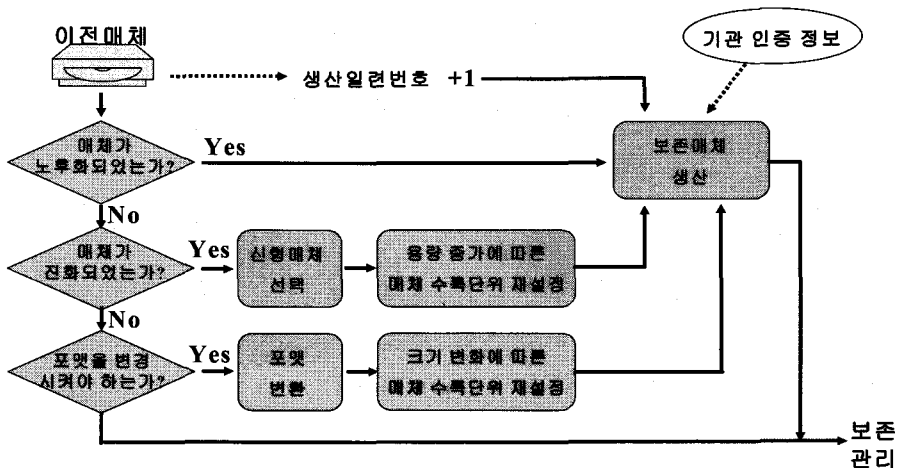 이전매체
기관 인증 정보
생산일련번호 +1
매체가
노후화되었는가?
Yes
보존매체
생산
No
매체가
진화되었는가?
Yes
신형매체
선택
용량 증가에 따른
매체 수록단위 재설정
No
포맷을 변경
시켜야 하는가?
Yes
포맷
변환
크기 변화에 따른
매체 수록단위 재설정
보존
관리